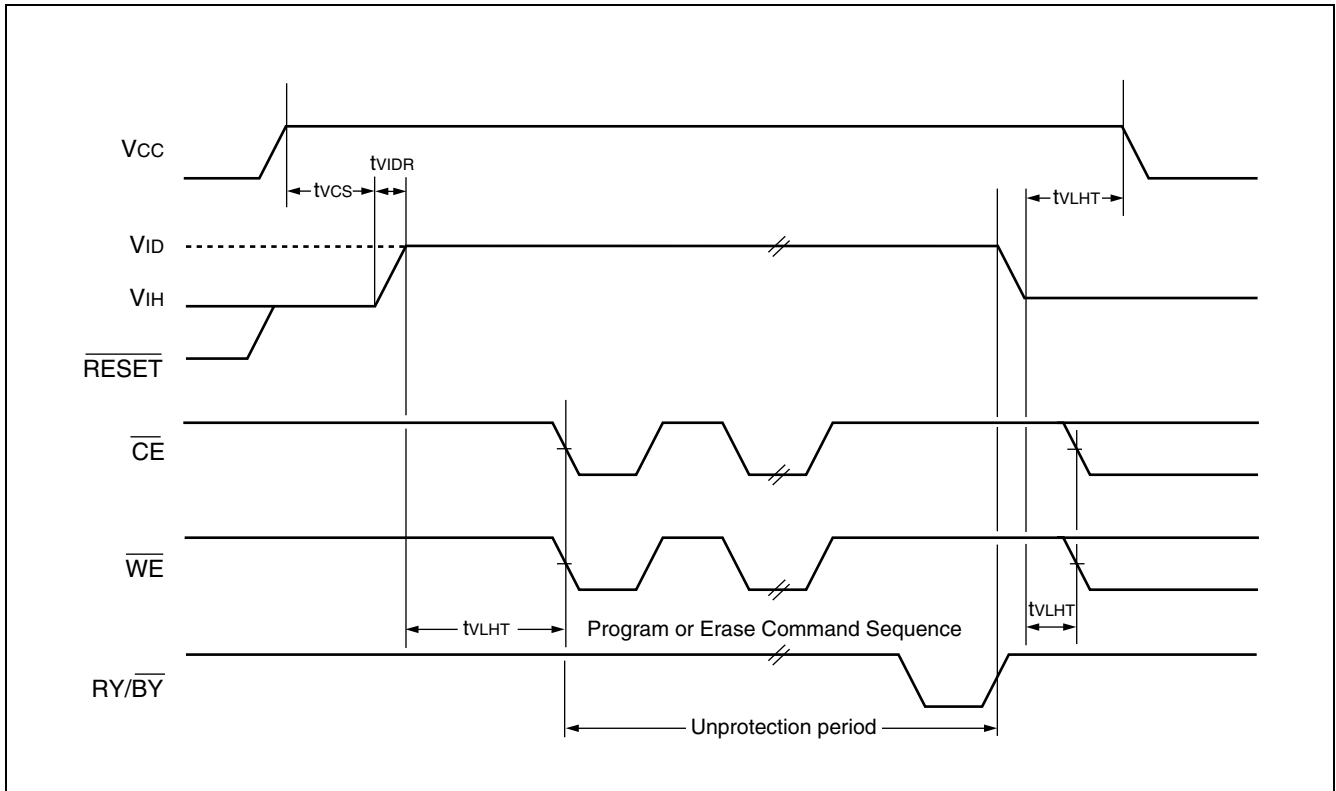 VCC
tVIDR
tVCS
tVLHT
VID
VIH
RESET
CE
WE
tVLHT
Program or Erase Command Sequence
tVLHT
RY/BY
Unprotection period